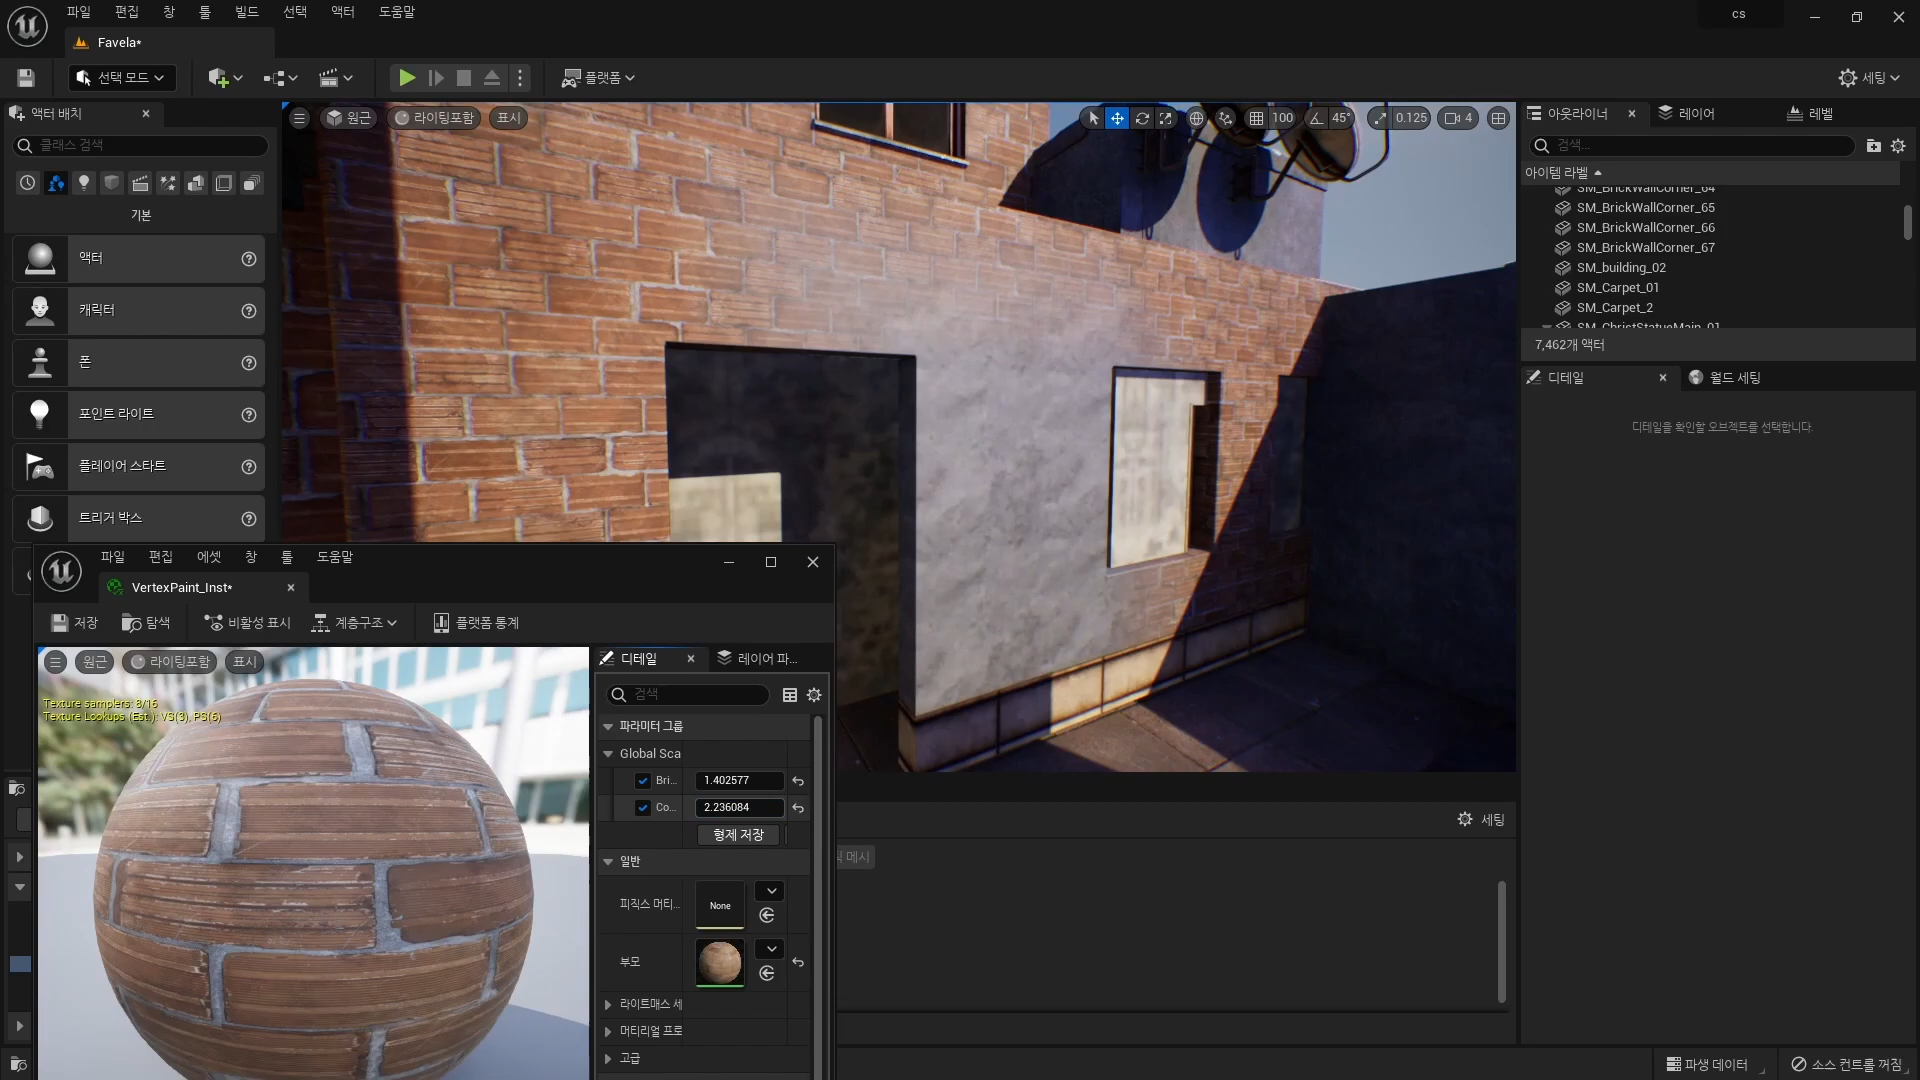 파일 편집 창 툴 빌드 선택 액터 도움말
cs
Favela*
선택 모드
플랫폼
세팅
액터 배치
클래스 검색
기본
액터
캐릭터
폰
포인트 라이트
플레이어 스타트
트리거 박스
원근 라이팅포함 표시
100 45° 0.125 4
아웃라이너 레이어 레벨
검색...
아이템 라벨
SM_BrickWallCorner_64
SM_BrickWallCorner_65
SM_BrickWallCorner_66
SM_BrickWallCorner_67
SM_building_02
SM_Carpet_01
SM_Carpet_2
SM_ChristStatueMain_01
7,462개 액터
디테일 월드 세팅
디테일을 확인할 오브젝트를 선택합니다.
파일 편집 에셋 창 툴 도움말
VertexPaint_Inst*
저장 탐색 비활성 표시 계층구조 플랫폼 통계
원근 라이팅포함 표시
Texture samplers: 8/16
Texture Lookups (Est.): VS(3), PS(6)
디테일 레이어 파...
검색
파라미터 그룹
Global Sca
Bri... 1.402577
Co... 2.236084
형제 저장
일반
피직스 머티... None
부모
라이트매스 세
머티리얼 프로
고급
세팅
메시
파생 데이터 소스 컨트롤 꺼짐